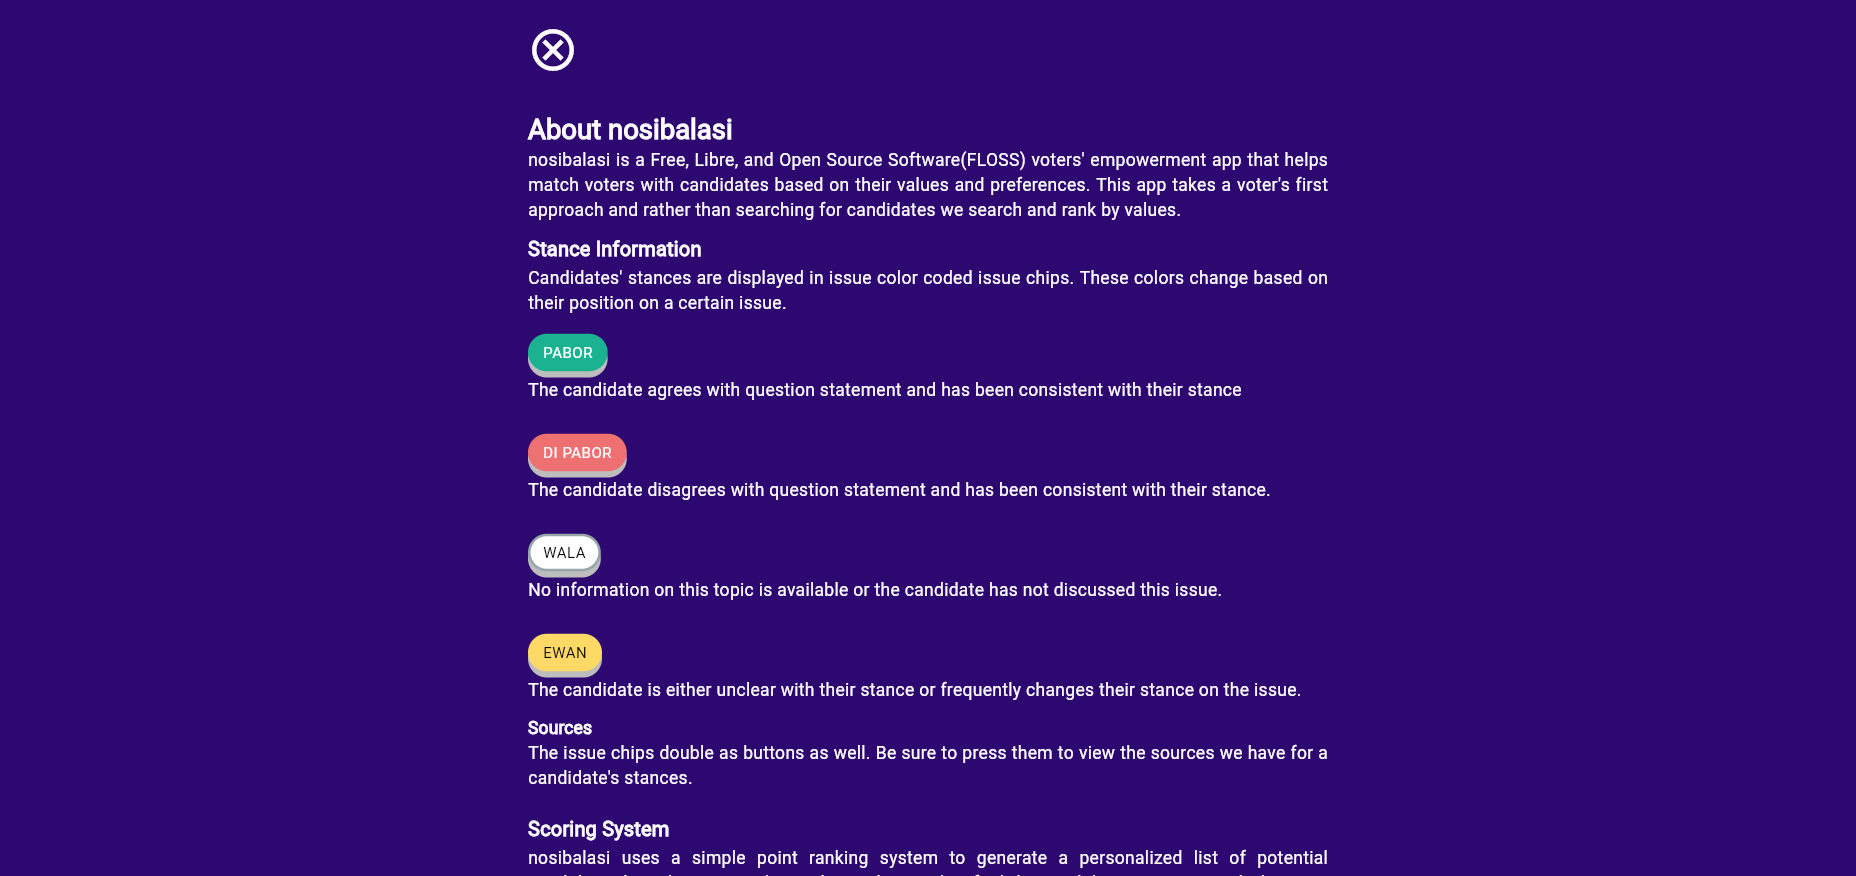 About nosibalasi
nosibalasi is a Free, Libre, and Open Source Software(FLOSS) voters' empowerment app that helps
match voters with candidates based on their values and preferences. This app takes a voter's first
approach and rather than searching for candidates we search and rank by values.
Stance Information
Candidates' stances are displayed in issue color coded issue chips. These colors change based on
their position on a certain issue.
PABOR
The candidate agrees with question statement and has been consistent with their stance
DI PABOR
The candidate disagrees with question statement and has been consistent with their stance.
WALA
No information on this topic is available or the candidate has not discussed this issue.
EWAN
The candidate is either unclear with their stance or frequently changes their stance on the issue.
Sources
The issue chips double as buttons as well. Be sure to press them to view the sources we have for a
candidate's stances.
Scoring System
nosibalasi uses a simple point ranking system to generate a personalized list of potential